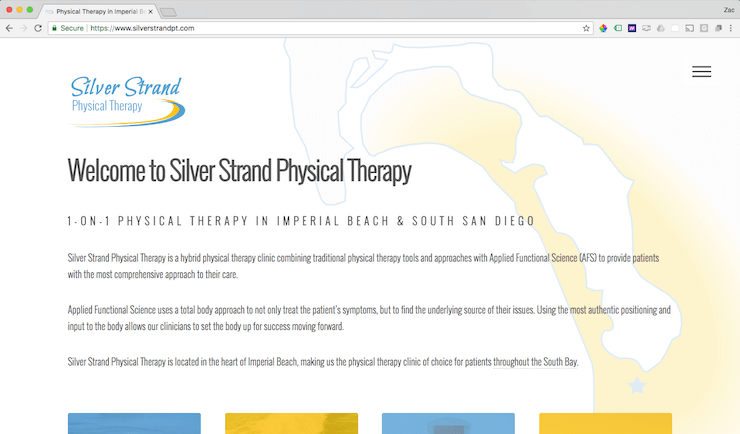 Physical Therapy in Imperial Be
Zac
Secure
https://www.silverstrandpt.com
Silver Strand
Physical Therapy
Welcome to Silver Strand Physical Therapy
1-ON-1 PHYSICAL THERAPY IN IMPERIAL BEACH & SOUTH SAN DIEGO
Silver Strand Physical Therapy is a hybrid physical therapy clinic combining traditional physical therapy tools and approaches with Applied Functional Science (AFS) to provide patients
with the most comprehensive approach to their care.
Applied Functional Science uses a total body approach to not only treat the patient's symptoms, but to find the underlying source of their issues. Using the most authentic positioning and
input to the body allows our clinicians to set the body up for success moving forward.
Silver Strand Physical Therapy is located in the heart of Imperial Beach, making us the physical therapy clinic of choice for patients throughout the South Bay.